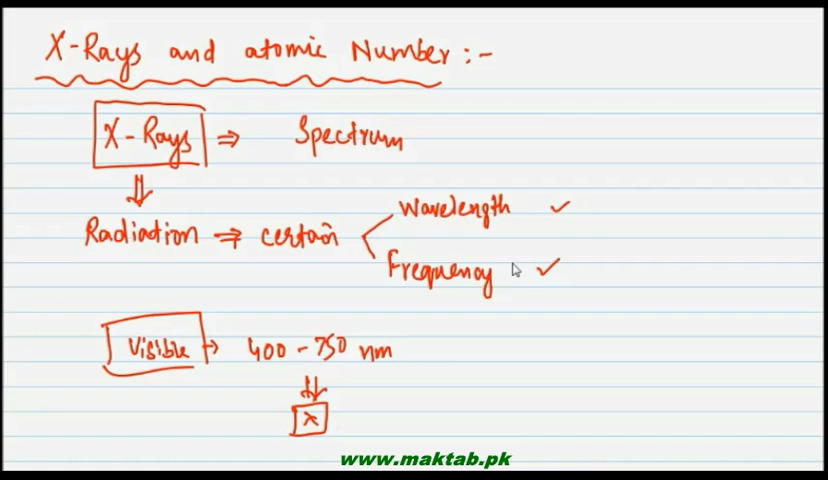 X-Rays and atomic Number :-
X-Rays ⇒ Spectrum
⇓
Radiation ⇒ certain
Wavelength ✓
Frequency ✓
Visible → 400 - 750 nm
⇓
λ
www.maktab.pk